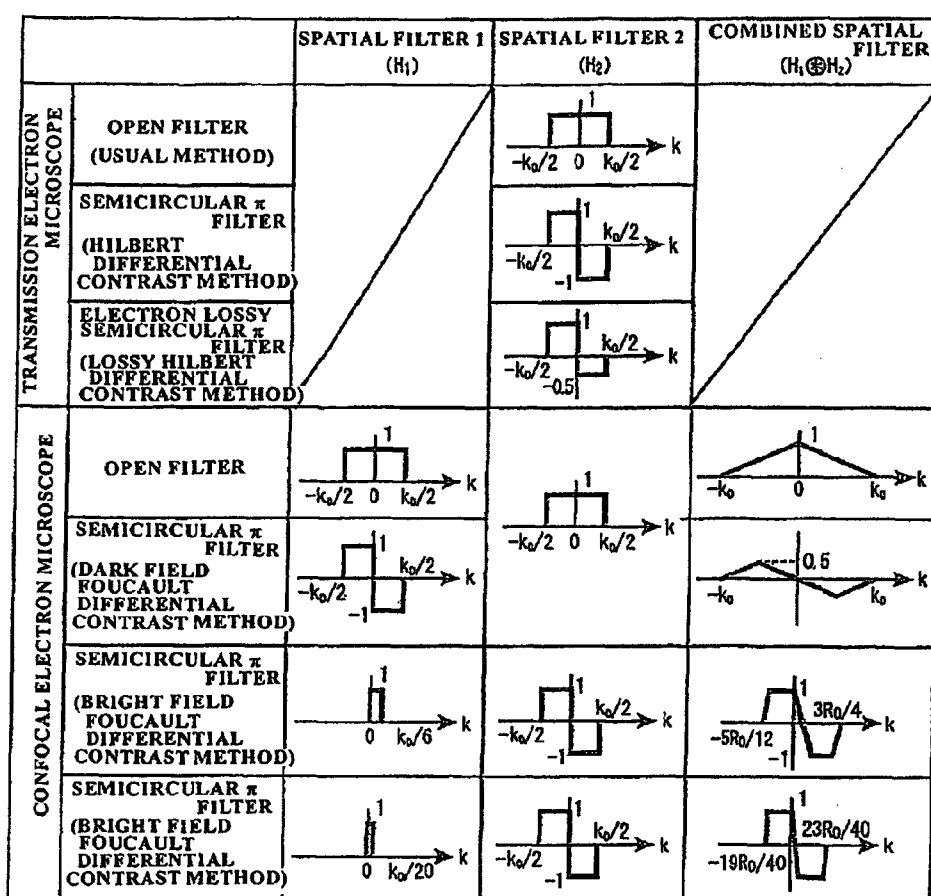 SPATIAL FILTER 1
(H₁)
SPATIAL FILTER 2
(H₂)
COMBINED SPATIAL
FILTER
(H₁⊛H₂)
TRANSMISSION ELECTRON
MICROSCOPE
OPEN FILTER
(USUAL METHOD)
1
-k₀/2 0 k₀/2 k
SEMICIRCULAR π
FILTER
(HILBERT
DIFFERENTIAL
CONTRAST METHOD)
1
k₀/2
k
-k₀/2
-1
ELECTRON LOSSY
SEMICIRCULAR π
FILTER
(LOSSY HILBERT
DIFFERENTIAL
CONTRAST METHOD)
1
k₀/2
k
-k₀/2
-0.5
CONFOCAL ELECTRON MICROSCOPE
OPEN FILTER
1
-k₀/2 0 k₀/2 k
1
-k₀/2 0 k₀/2 k
1
-k₀ 0 k₀ k
SEMICIRCULAR π
FILTER
(DARK FIELD
FOUCAULT
DIFFERENTIAL
CONTRAST METHOD)
1
k₀/2
k
-k₀/2
-1
0.5
-k₀ k₀ k
SEMICIRCULAR π
FILTER
(BRIGHT FIELD
FOUCAULT
DIFFERENTIAL
CONTRAST METHOD)
1
0 k₀/6 k
1
k₀/2
k
-k₀/2
-1
1
3R₀/4
k
-5R₀/12
-1
SEMICIRCULAR π
FILTER
(BRIGHT FIELD
FOUCAULT
DIFFERENTIAL
CONTRAST METHOD)
1
0 k₀/20 k
1
k₀/2
k
-k₀/2
-1
1
23R₀/40
k
-19R₀/40
-1